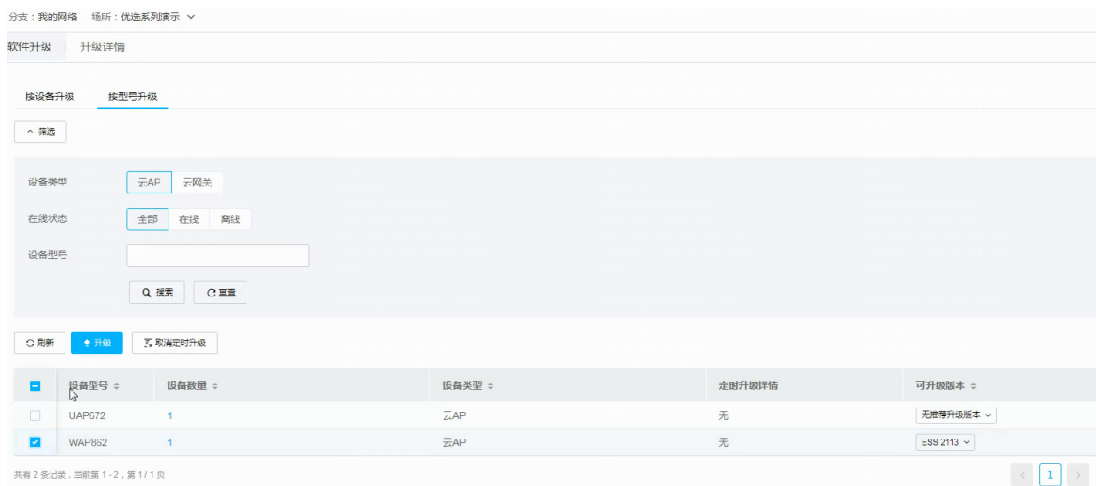 分支：我的网络 场所：优选系列演示
软件升级 升级详情
按设备升级 按型号升级
筛选
设备类型 云AP 云网关
在线状态 全部 在线 离线
设备型号
搜索 重置
刷新 升级 取消定时升级
设备型号 设备数量 设备类型 定时升级详情 可升级版本
UAP672 1 云AP 无 无推荐升级版本
WAP862 1 云AP 无 ESS 2113
共有 2 条记录，当前第 1 - 2，第 1 / 1 页 1